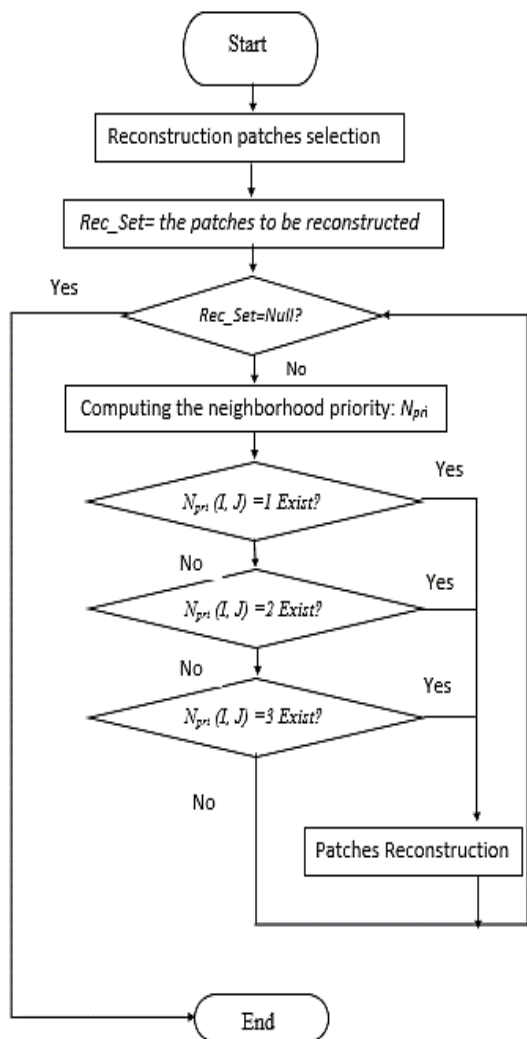 Start
Reconstruction patches selection
Rec_Set= the patches to be reconstructed
Yes
Rec_Set=Null?
No
Computing the neighborhood priority: Npri
Yes
Npri (I, J) =1 Exist?
No
Yes
Npri (I, J) =2 Exist?
No
Yes
Npri (I, J) =3 Exist?
No
Patches Reconstruction
End